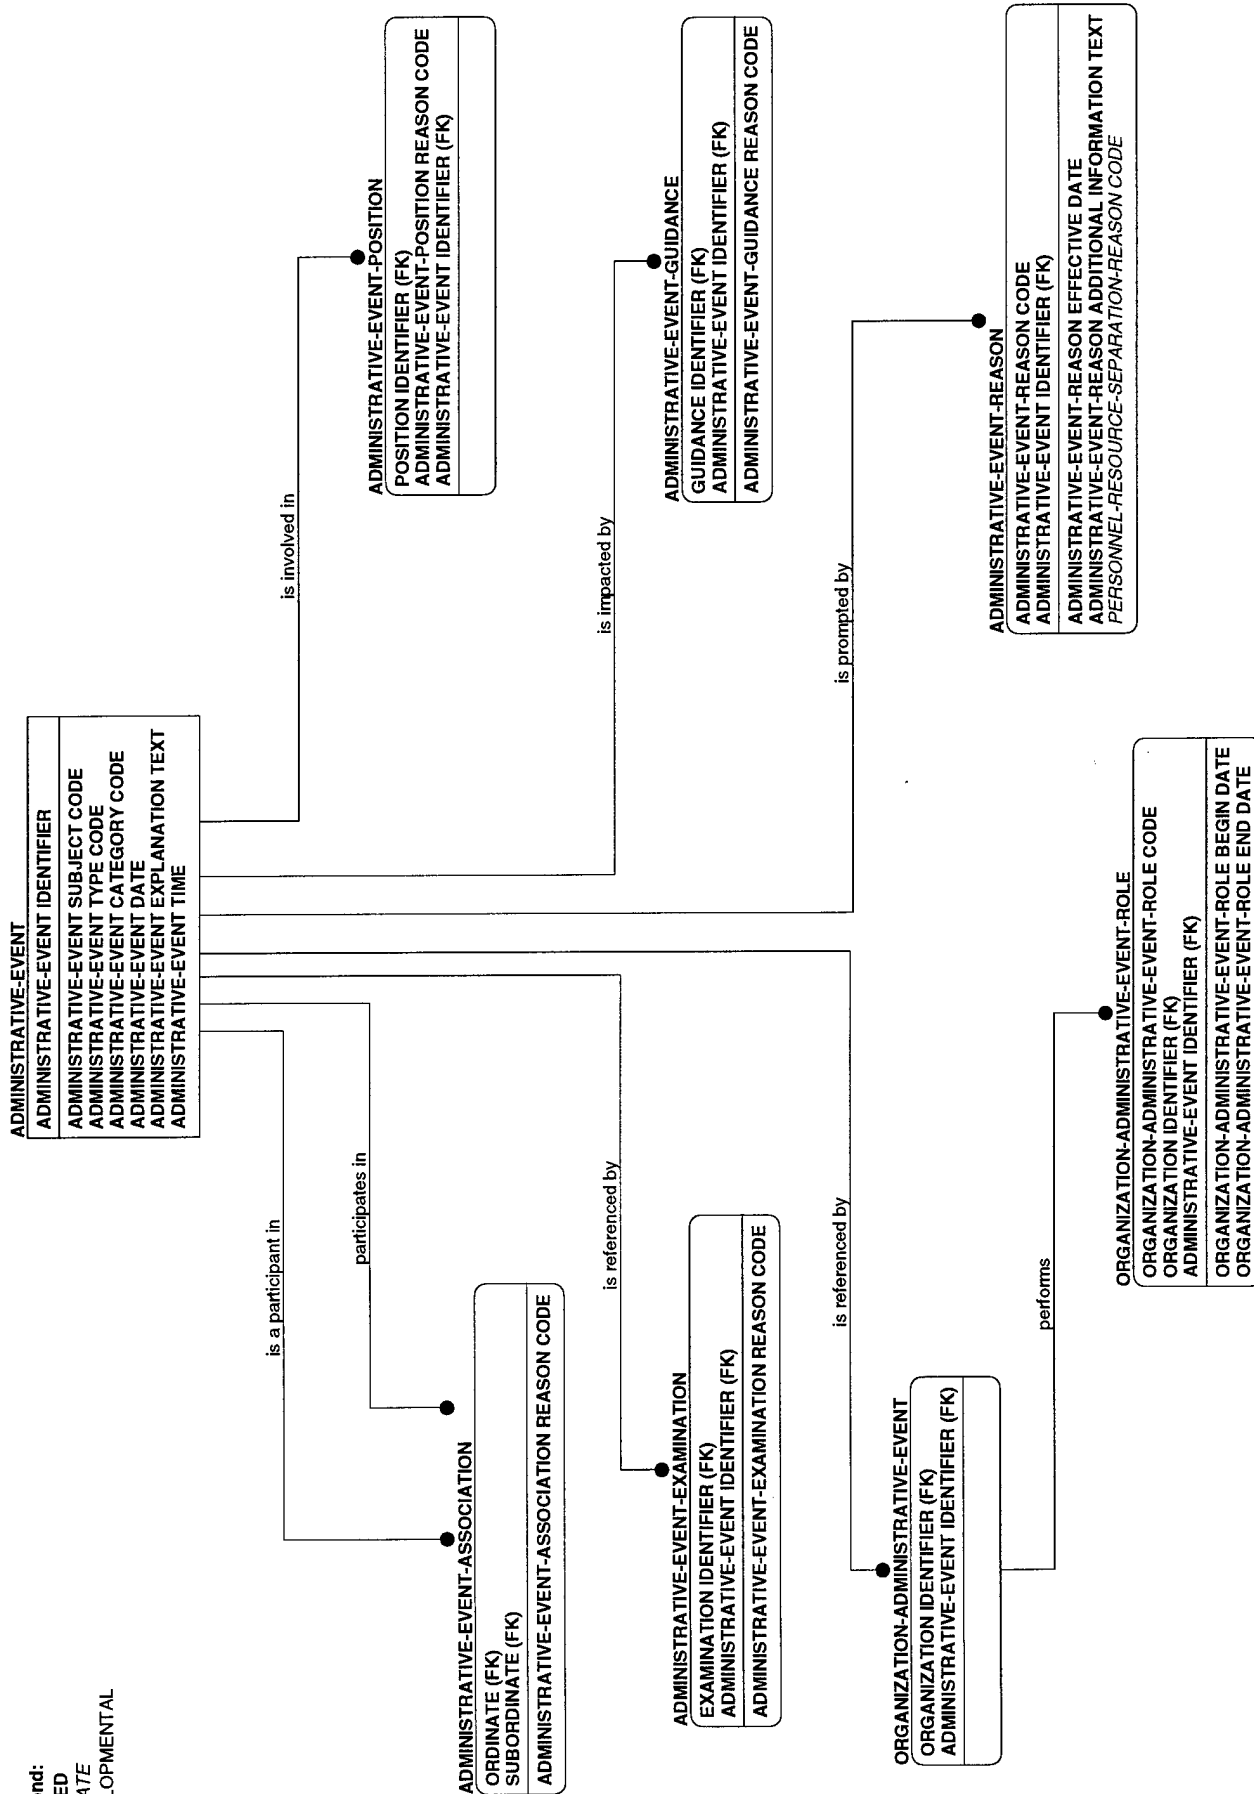 ond:
ED
ATE
LOPMENTAL
ADMINISTRATIVE-EVENT
ADMINISTRATIVE-EVENT IDENTIFIER
ADMINISTRATIVE-EVENT SUBJECT CODE
ADMINISTRATIVE-EVENT TYPE CODE
ADMINISTRATIVE-EVENT CATEGORY CODE
ADMINISTRATIVE-EVENT DATE
ADMINISTRATIVE-EVENT EXPLANATION TEXT
ADMINISTRATIVE-EVENT TIME
is a participant in
participates in
is involved in
ADMINISTRATIVE-EVENT-ASSOCIATION
ORDINATE (FK)
SUBORDINATE (FK)
ADMINISTRATIVE-EVENT-ASSOCIATION REASON CODE
ADMINISTRATIVE-EVENT-POSITION
POSITION IDENTIFIER (FK)
ADMINISTRATIVE-EVENT-POSITION REASON CODE
ADMINISTRATIVE-EVENT IDENTIFIER (FK)
is referenced by
is impacted by
ADMINISTRATIVE-EVENT-EXAMINATION
EXAMINATION IDENTIFIER (FK)
ADMINISTRATIVE-EVENT IDENTIFIER (FK)
ADMINISTRATIVE-EVENT-EXAMINATION REASON CODE
ADMINISTRATIVE-EVENT-GUIDANCE
GUIDANCE IDENTIFIER (FK)
ADMINISTRATIVE-EVENT IDENTIFIER (FK)
ADMINISTRATIVE-EVENT-GUIDANCE REASON CODE
is referenced by
is prompted by
ORGANIZATION-ADMINISTRATIVE-EVENT
ORGANIZATION IDENTIFIER (FK)
ADMINISTRATIVE-EVENT IDENTIFIER (FK)
ADMINISTRATIVE-EVENT-REASON
ADMINISTRATIVE-EVENT-REASON CODE
ADMINISTRATIVE-EVENT IDENTIFIER (FK)
ADMINISTRATIVE-EVENT-REASON EFFECTIVE DATE
ADMINISTRATIVE-EVENT-REASON ADDITIONAL INFORMATION TEXT
PERSONNEL-RESOURCE-SEPARATION-REASON CODE
performs
ORGANIZATION-ADMINISTRATIVE-EVENT-ROLE
ORGANIZATION-ADMINISTRATIVE-EVENT-ROLE CODE
ORGANIZATION IDENTIFIER (FK)
ADMINISTRATIVE-EVENT IDENTIFIER (FK)
ORGANIZATION-ADMINISTRATIVE-EVENT-ROLE BEGIN DATE
ORGANIZATION-ADMINISTRATIVE-EVENT-ROLE END DATE